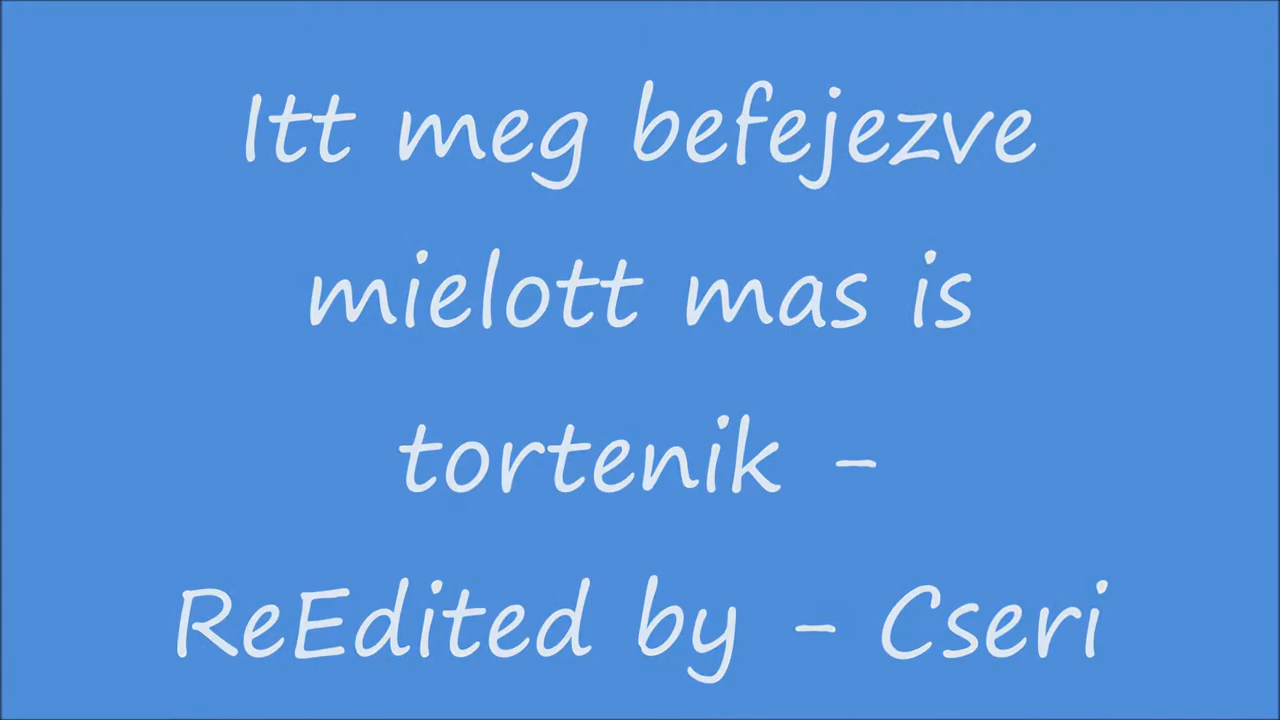 Itt meg befejezve
mielott mas is
tortenik -
ReEdited by - Cseri